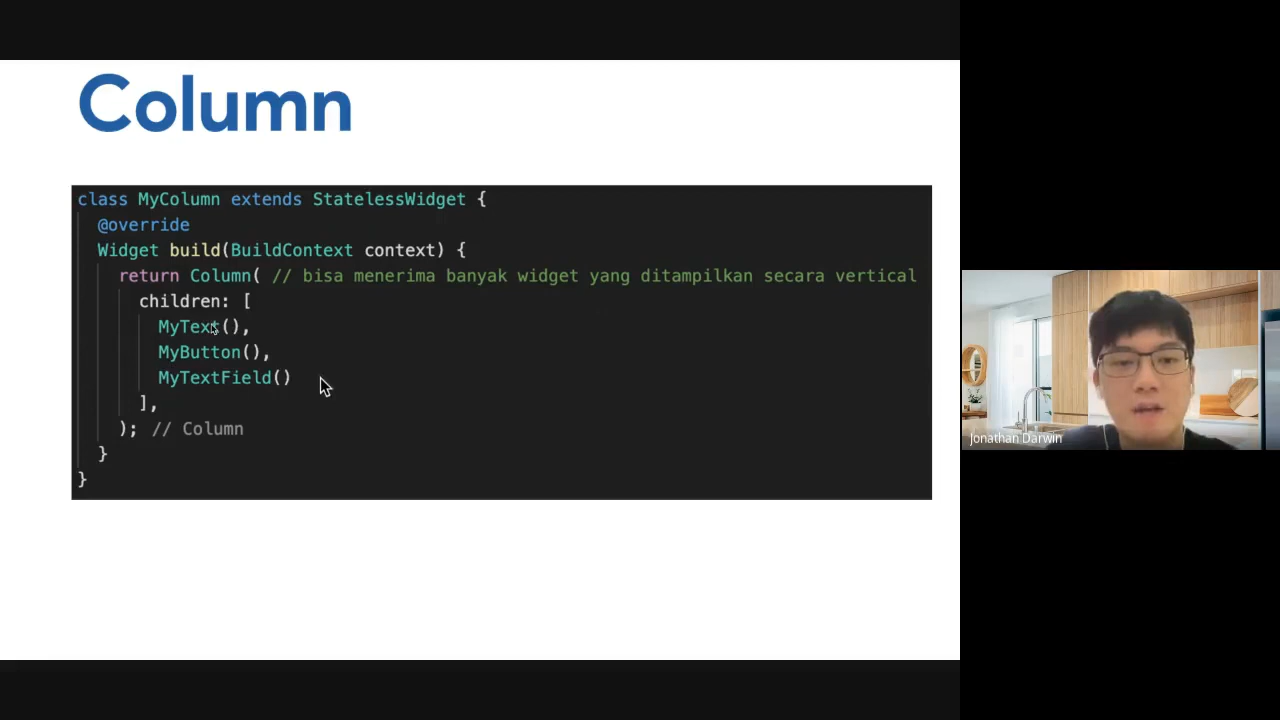 Column
class MyColumn extends StatelessWidget {
@override
Widget build(BuildContext context) {
return Column( // bisa menerima banyak widget yang ditampilkan secara vertical
children: [
MyText(),
MyButton(),
MyTextField()
],
); // Column
}
}
Jonathan Darwin